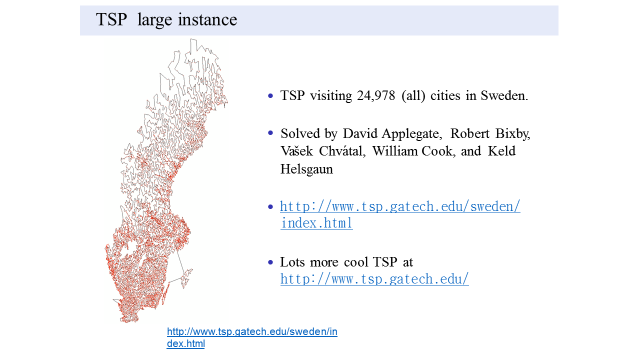 TSP large instance
TSP visiting 24,978 (all) cities in Sweden.
Solved by David Applegate, Robert Bixby,
Vašek Chvátal, William Cook, and Keld
Helsgaun
http://www.tsp.gatech.edu/sweden/
index.html
Lots more cool TSP at
http://www.tsp.gatech.edu/
http://www.tsp.gatech.edu/sweden/in
dex.html